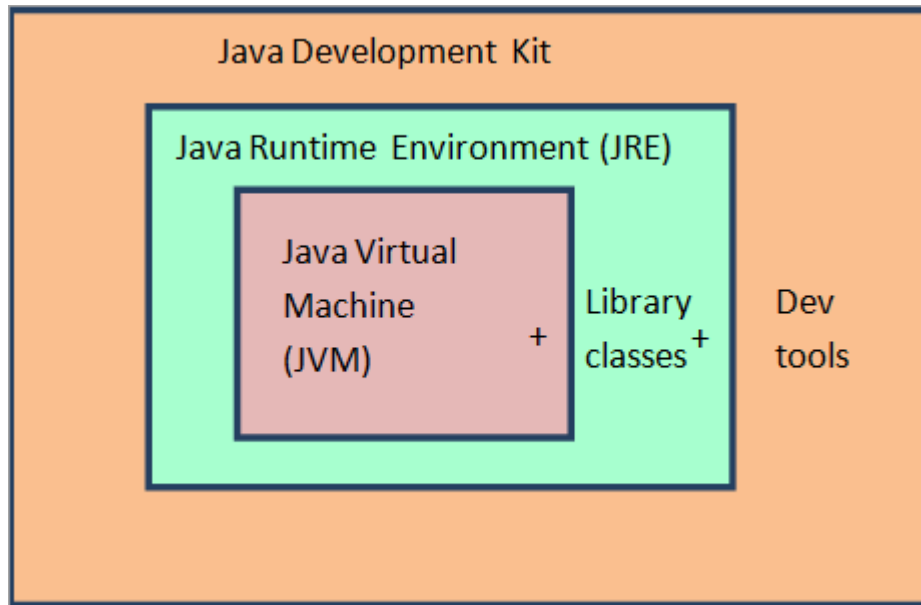 Java Development Kit
Java Runtime Environment (JRE)
Java Virtual
Machine
(JVM)
+
Library
classes
+
Dev
tools